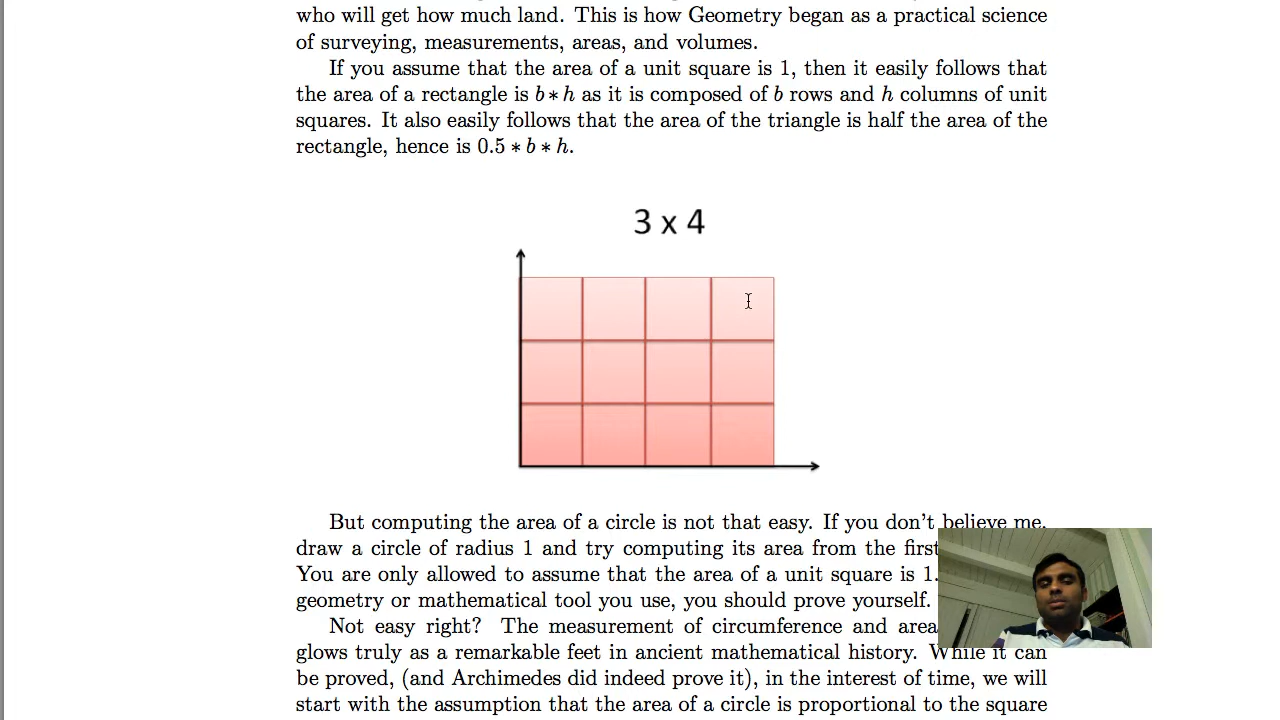 who will get how much land. This is how Geometry began as a practical science
of surveying, measurements, areas, and volumes.
If you assume that the area of a unit square is 1, then it easily follows that
the area of a rectangle is b * h as it is composed of b rows and h columns of unit
squares. It also easily follows that the area of the triangle is half the area of the
rectangle, hence is 0.5 * b * h.
3 x 4
But computing the area of a circle is not that easy. If you don't believe me,
draw a circle of radius 1 and try computing its area from the first
You are only allowed to assume that the area of a unit square is 1.
geometry or mathematical tool you use, you should prove yourself.
Not easy right? The measurement of circumference and area
glows truly as a remarkable feet in ancient mathematical history. While it can
be proved, (and Archimedes did indeed prove it), in the interest of time, we will
start with the assumption that the area of a circle is proportional to the square